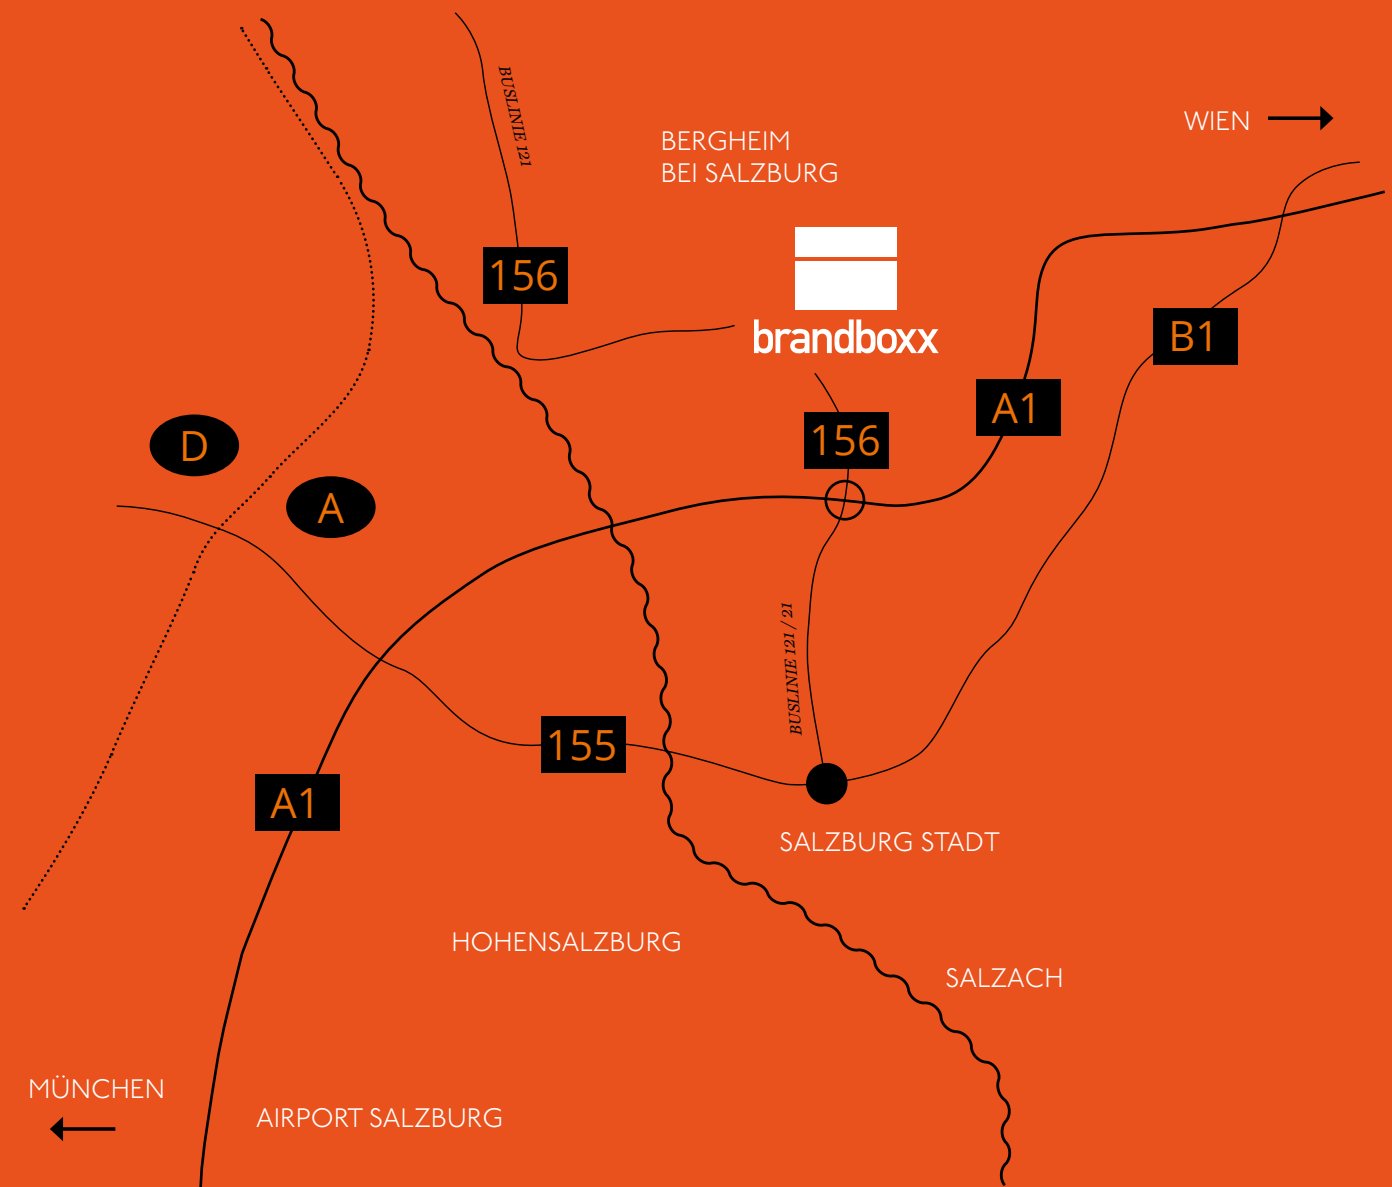 BUSLINIE 121
WIEN
BERGHEIM
BEI SALZBURG
156
brandboxx
B1
A1
156
D
A
BUSLINIE 121 / 21
155
A1
SALZBURG STADT
HOHENSALZBURG
SALZACH
MÜNCHEN
AIRPORT SALZBURG